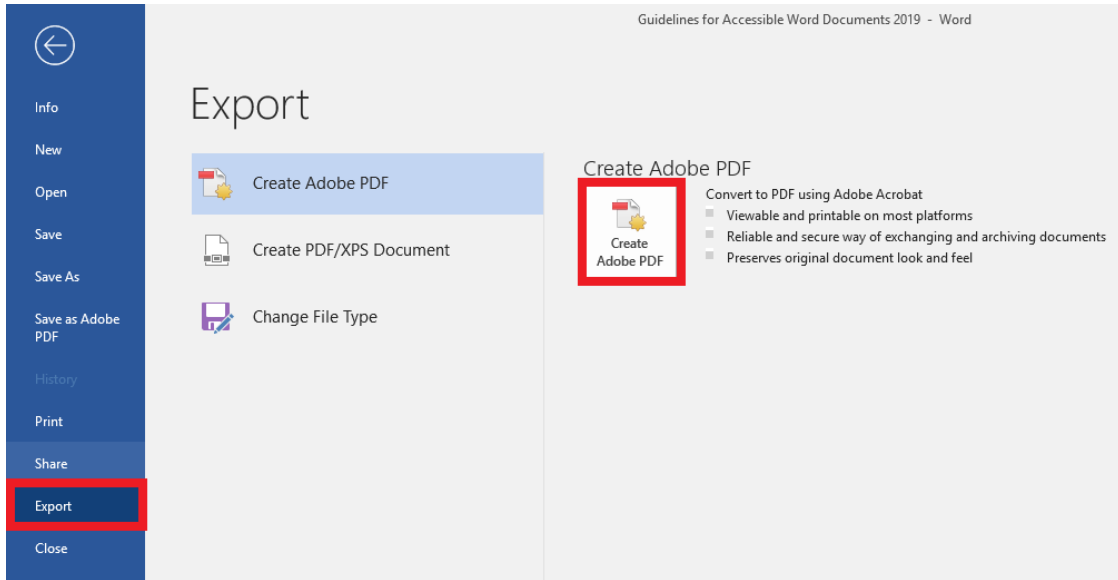 Guidelines for Accessible Word Documents 2019 - Word
Info
New
Open
Save
Save As
Save as Adobe
PDF
History
Print
Share
Export
Close
Export
Create Adobe PDF
Create PDF/XPS Document
Change File Type
Create Adobe PDF
Create
Adobe PDF
Convert to PDF using Adobe Acrobat
Viewable and printable on most platforms
Reliable and secure way of exchanging and archiving documents
Preserves original document look and feel